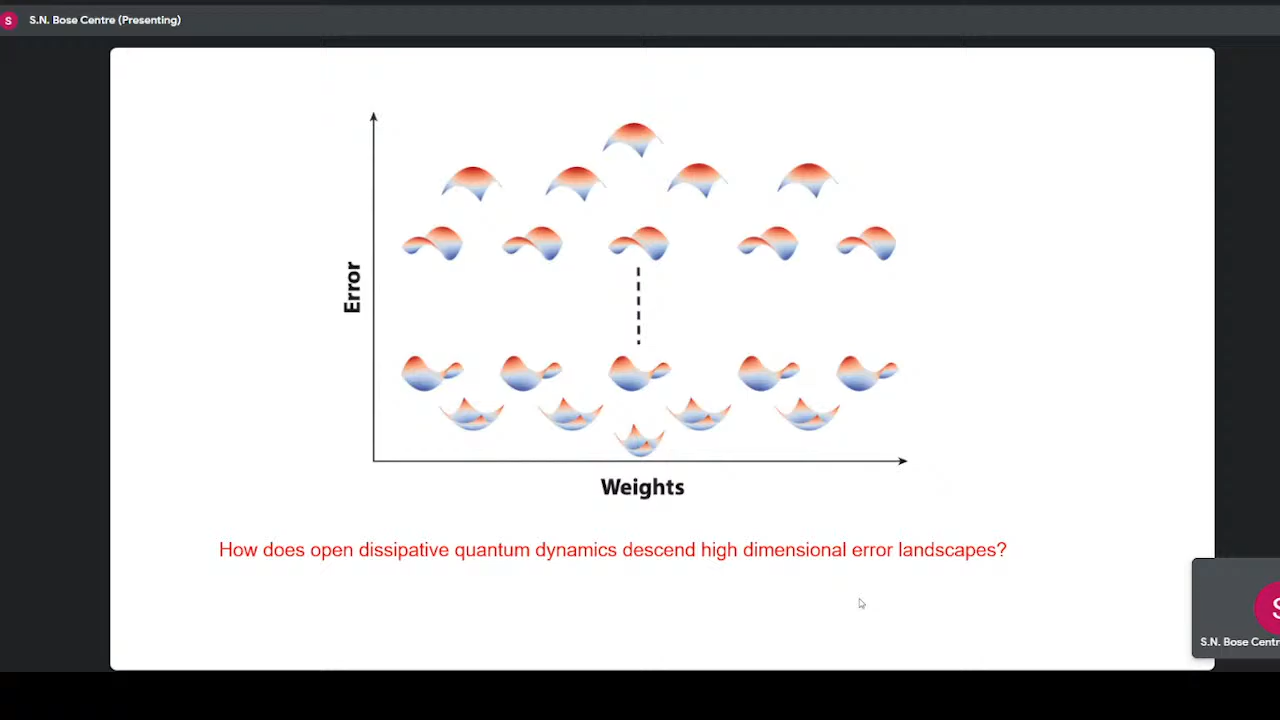 S
S.N. Bose Centre (Presenting)
Error
Weights
How does open dissipative quantum dynamics descend high dimensional error landscapes?
S
S.N. Bose Centr